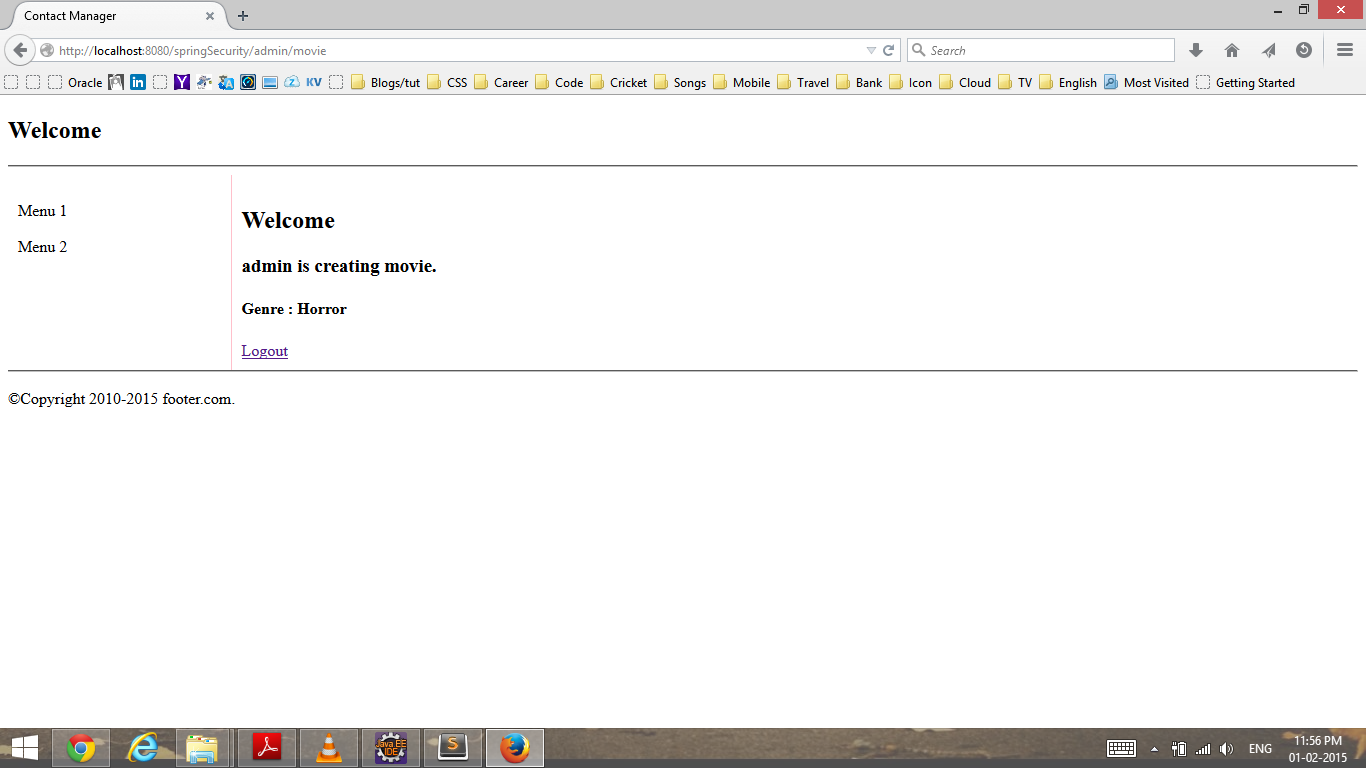 Contact Manager
http://localhost:8080/springSecurity/admin/movie
Search
Oracle in Y KV Blogs/tut CSS Career Code Cricket Songs Mobile Travel Bank Icon Cloud TV English Most Visited Getting Started
Welcome
Menu 1
Menu 2
Welcome
admin is creating movie.
Genre : Horror
Logout
©Copyright 2010-2015 footer.com.
Java EE
IDE
S
ENG
11:56 PM
01-02-2015